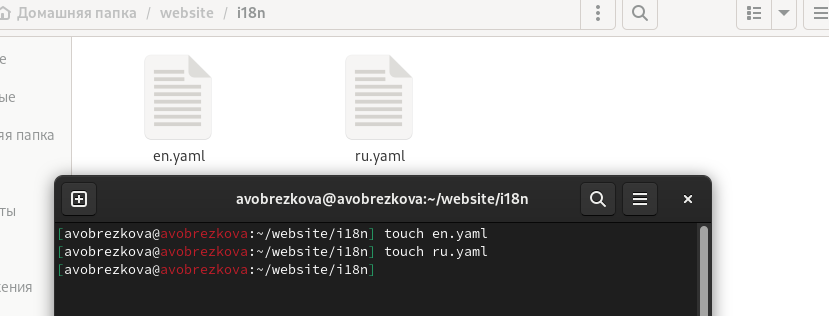 Домашняя папка / website / i18n
е
ые
яя папка
ты
жения
en.yaml
ru.yaml
avobrezkova@avobrezkova:~/website/i18n
[avobrezkova@avobrezkova:~/website/i18n] touch en.yaml
[avobrezkova@avobrezkova:~/website/i18n] touch ru.yaml
[avobrezkova@avobrezkova:~/website/i18n]